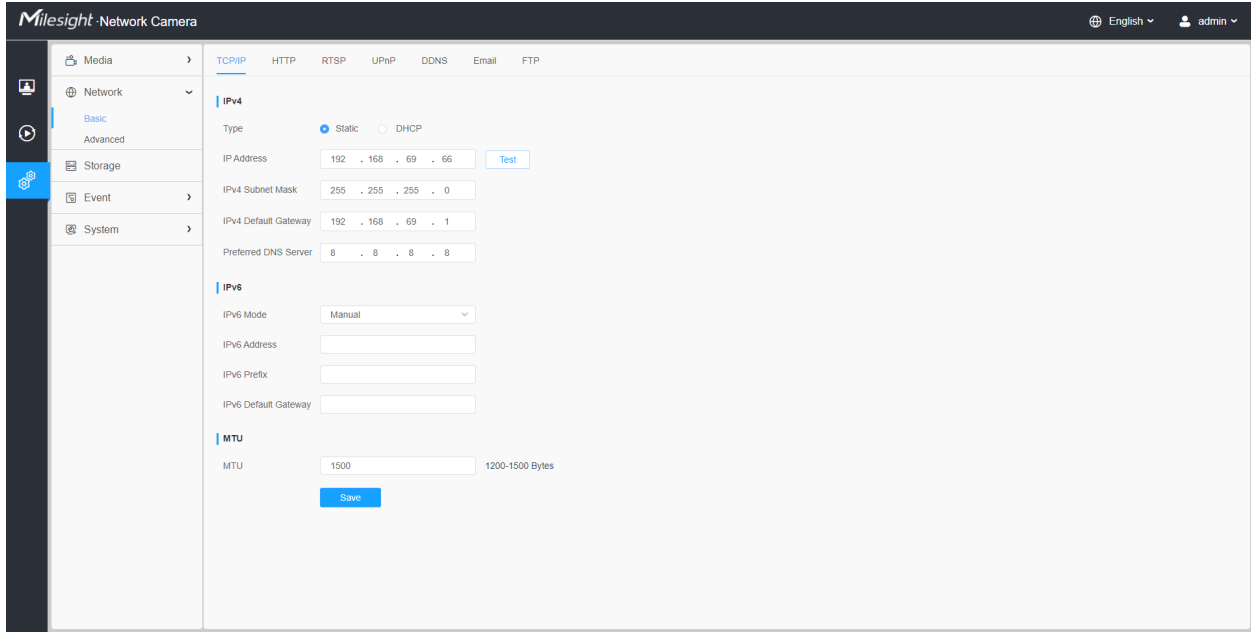 Milesight · Network Camera
English
admin
Media
Network
Basic
Advanced
Storage
Event
System
TCP/IP HTTP RTSP UPnP DDNS Email FTP
IPv4
Type Static DHCP
IP Address 192 . 168 . 69 . 66 Test
IPv4 Subnet Mask 255 . 255 . 255 . 0
IPv4 Default Gateway 192 . 168 . 69 . 1
Preferred DNS Server 8 . 8 . 8 . 8
IPv6
IPv6 Mode Manual
IPv6 Address
IPv6 Prefix
IPv6 Default Gateway
MTU
MTU 1500 1200-1500 Bytes
Save